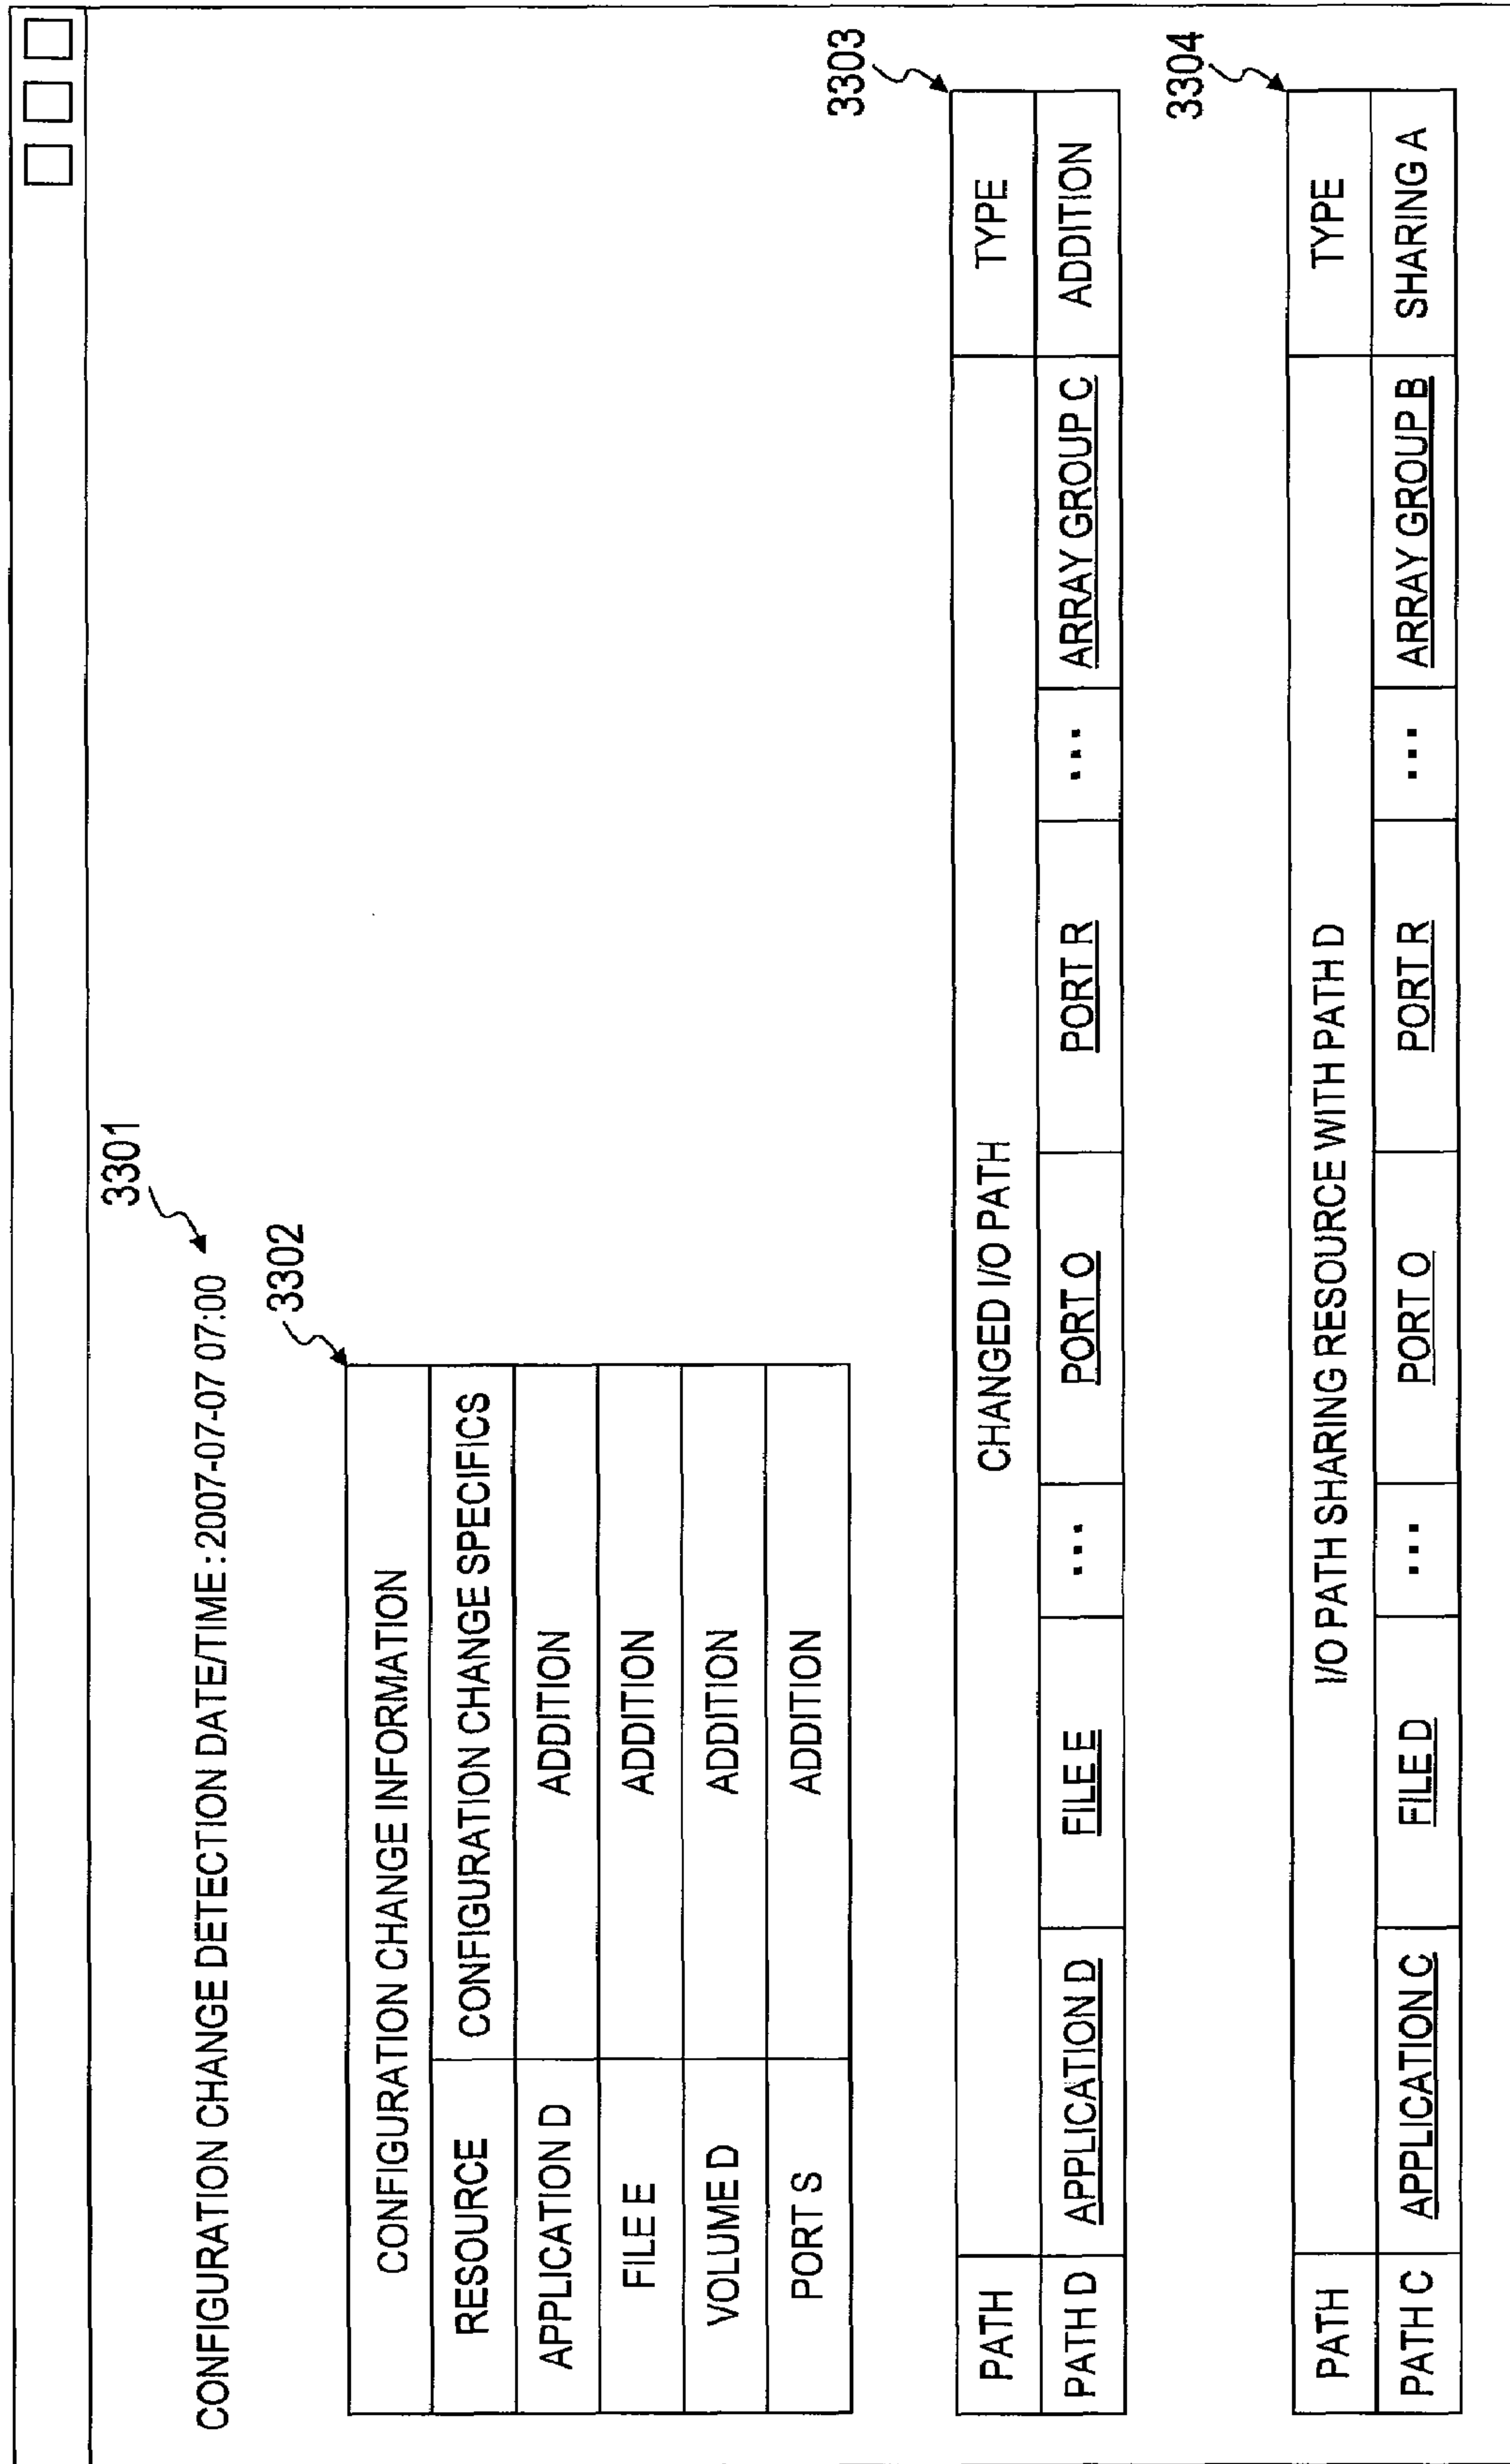 3301
CONFIGURATION CHANGE DETECTION DATE/TIME : 2007-07-07 07:00
3302
CONFIGURATION CHANGE INFORMATION
RESOURCE CONFIGURATION CHANGE SPECIFICS
APPLICATION D ADDITION
FILE E ADDITION
VOLUME D ADDITION
PORT S ADDITION
3303
PATH CHANGED I/O PATH TYPE
PATH D APPLICATION D FILE E ... PORT O PORT R ... ARRAY GROUP C ADDITION
3304
PATH I/O PATH SHARING RESOURCE WITH PATH D TYPE
PATH C APPLICATION C FILE D ... PORT O PORT R ... ARRAY GROUP B SHARING A